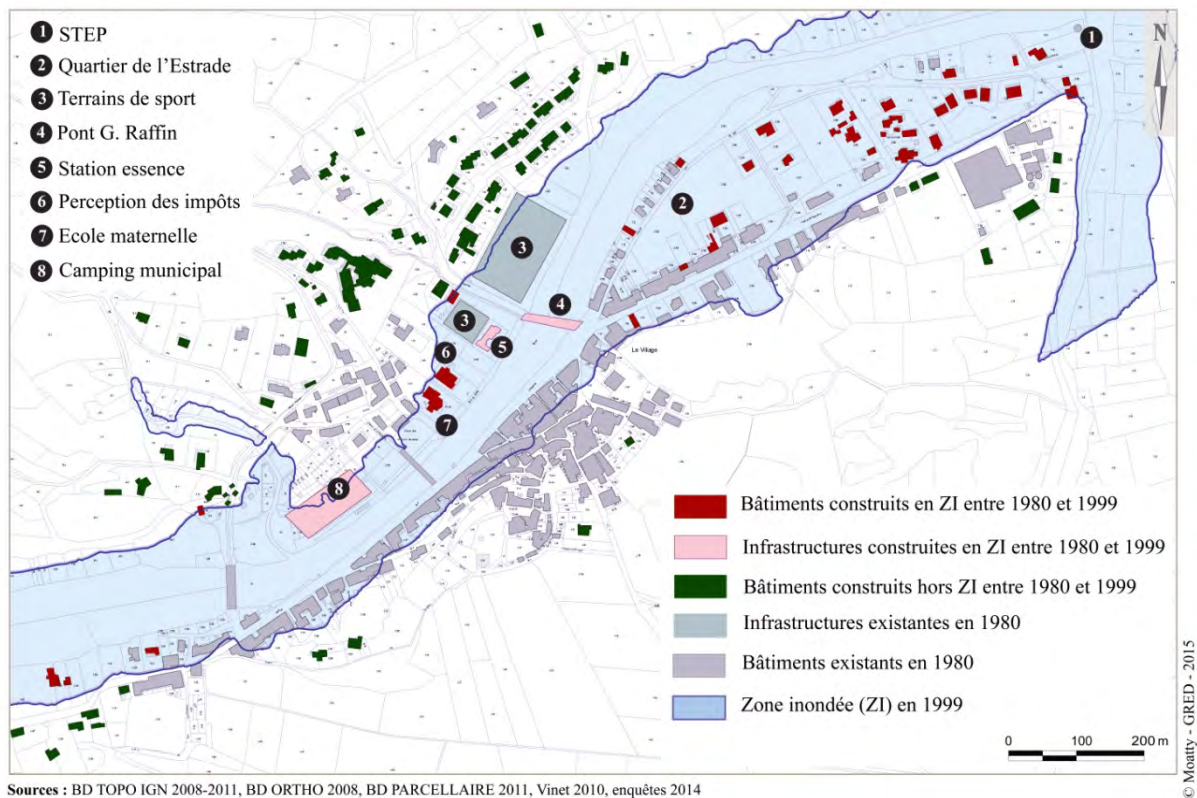 1 STEP
2 Quartier de l'Estrade
3 Terrains de sport
4 Pont G. Raffin
5 Station essence
6 Perception des impôts
7 Ecole maternelle
8 Camping municipal
N
1
2
3
3
4
5
6
7
8
Le Village
Bâtiments construits en ZI entre 1980 et 1999
Infrastructures construites en ZI entre 1980 et 1999
Bâtiments construits hors ZI entre 1980 et 1999
Infrastructures existantes en 1980
Bâtiments existants en 1980
Zone inondée (ZI) en 1999
0 100 200 m
© Moatty - GRED - 2015
Sources : BD TOPO IGN 2008-2011, BD ORTHO 2008, BD PARCELLAIRE 2011, Vinet 2010, enquêtes 2014